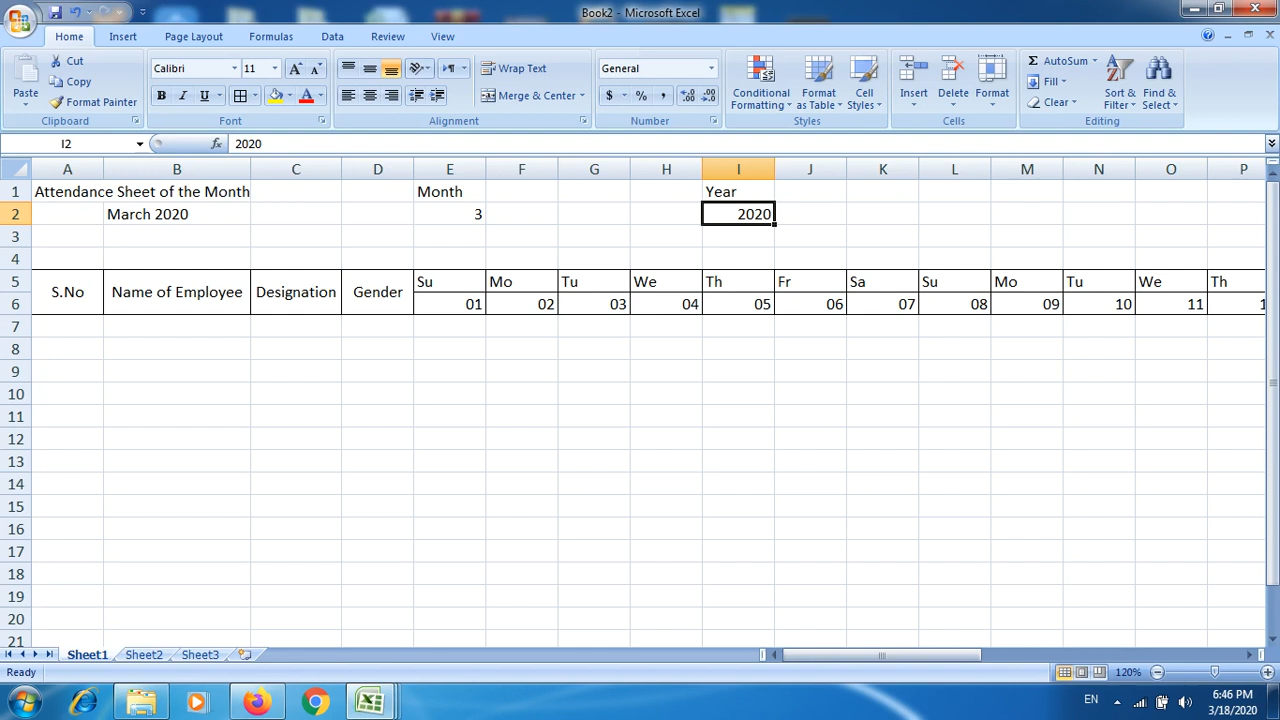 Book2 - Microsoft Excel
Home Insert Page Layout Formulas Data Review View
Paste Cut Calibri 11 Wrap Text General Conditional Formatting Format as Table Cell Styles Insert Delete Format AutoSum Sort & Filter Find & Select
Copy Fill
Format Painter B I U A Merge & Center $ % , Clear
Clipboard Font Alignment Number Styles Cells Editing
I2 fx 2020
A B C D E F G H I J K L M N O P
1 Attendance Sheet of the Month Month Year
2 March 2020 3 2020
3
4
5 S.No Name of Employee Designation Gender Su Mo Tu We Th Fr Sa Su Mo Tu We Th
6 01 02 03 04 05 06 07 08 09 10 11 1
7
8
9
10
11
12
13
14
15
16
17
18
19
20
21
Sheet1 Sheet2 Sheet3
Ready 120%
EN 6:46 PM
3/18/2020